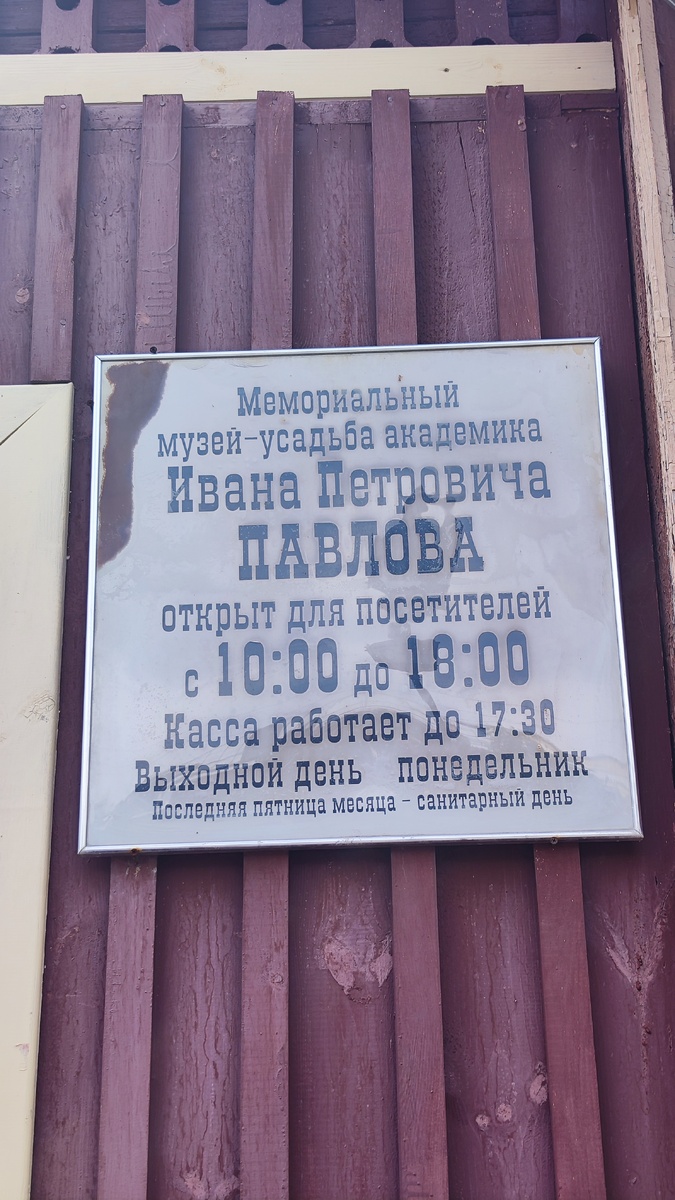 Мемориальный
музей-усадьба академика
Ивана Петровича
ПАВЛОВА
открыт для посетителей
с 10:00 до 18:00
Касса работает до 17:30
Выходной день понедельник
Последняя пятница месяца - санитарный день